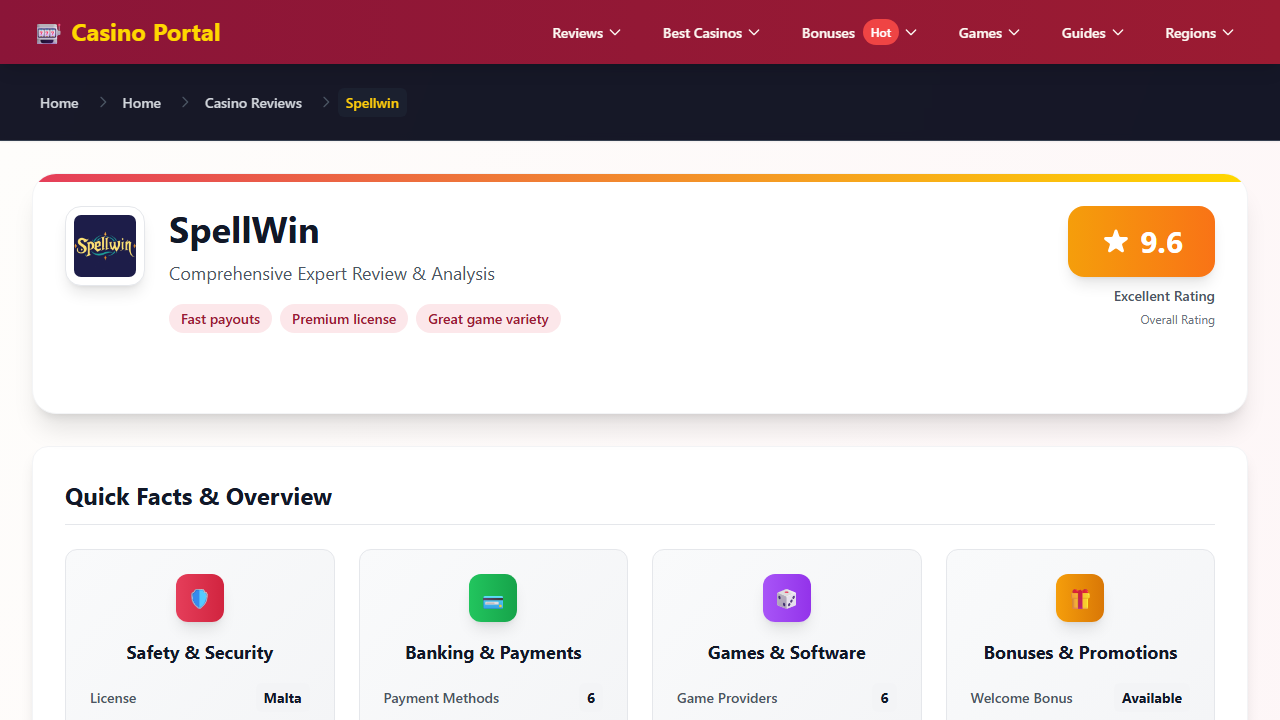 Casino Portal
Reviews
Best Casinos
Bonuses Hot
Games
Guides
Regions
Home
Home
Casino Reviews
Spellwin
Spellwin
SpellWin
Comprehensive Expert Review & Analysis
Fast payouts
Premium license
Great game variety
9.6
Excellent Rating
Overall Rating
Quick Facts & Overview
Safety & Security
License Malta
Banking & Payments
Payment Methods 6
Games & Software
Game Providers 6
Bonuses & Promotions
Welcome Bonus Available